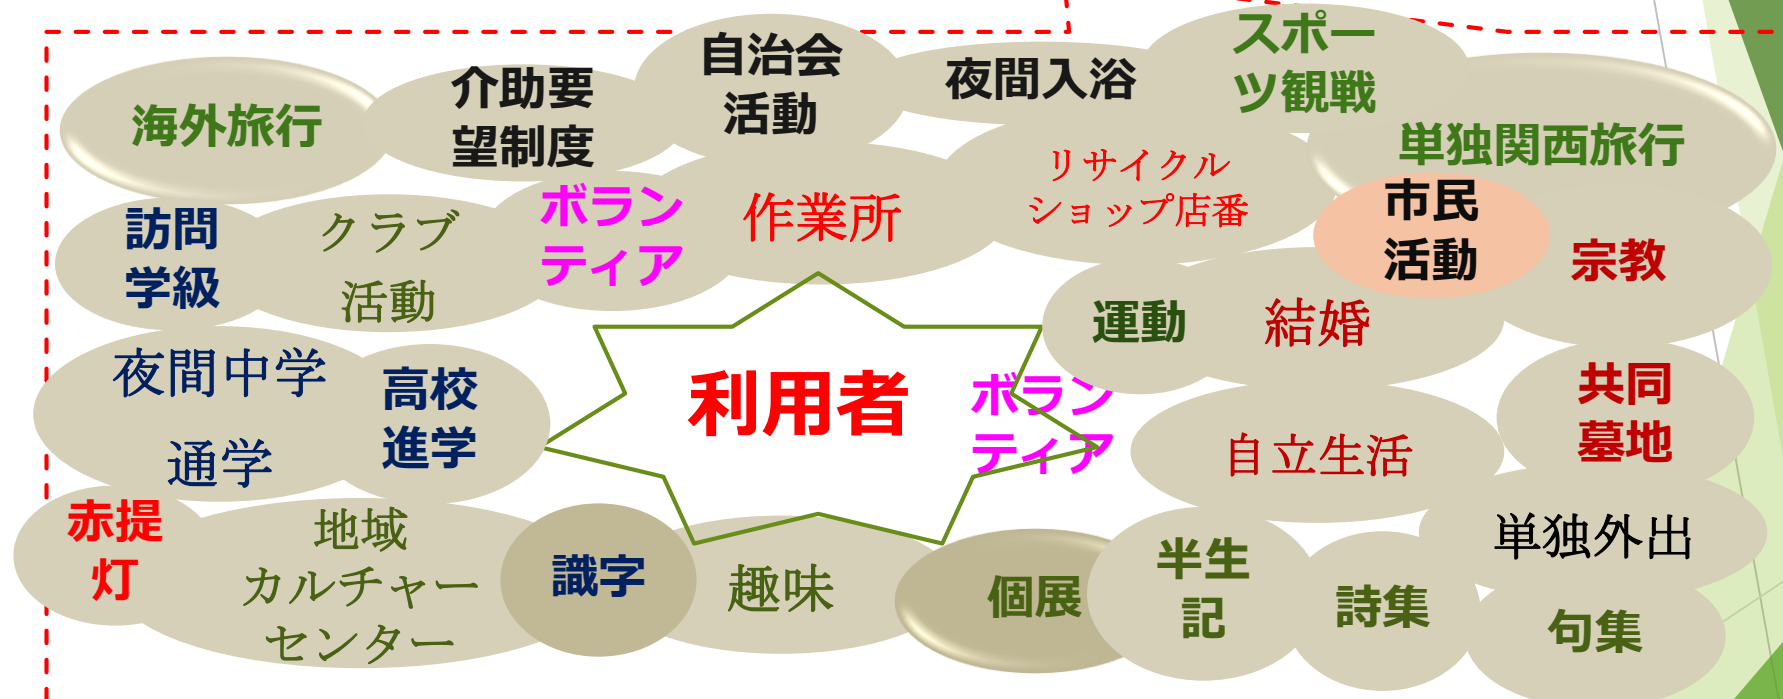 海外旅行
介助要
望制度
自治会
活動
夜間入浴
スポー
ツ観戦
単独関西旅行
訪問
学級
クラブ
活動
ボラン
ティア
作業所
リサイクル
ショップ店番
市民
活動
宗教
夜間中学
通学
高校
進学
利用者
ボラン
ティア
運動
結婚
自立生活
共同
墓地
赤提
灯
地域
カルチャー
センター
識字
趣味
個展
半生
記
詩集
単独外出
句集